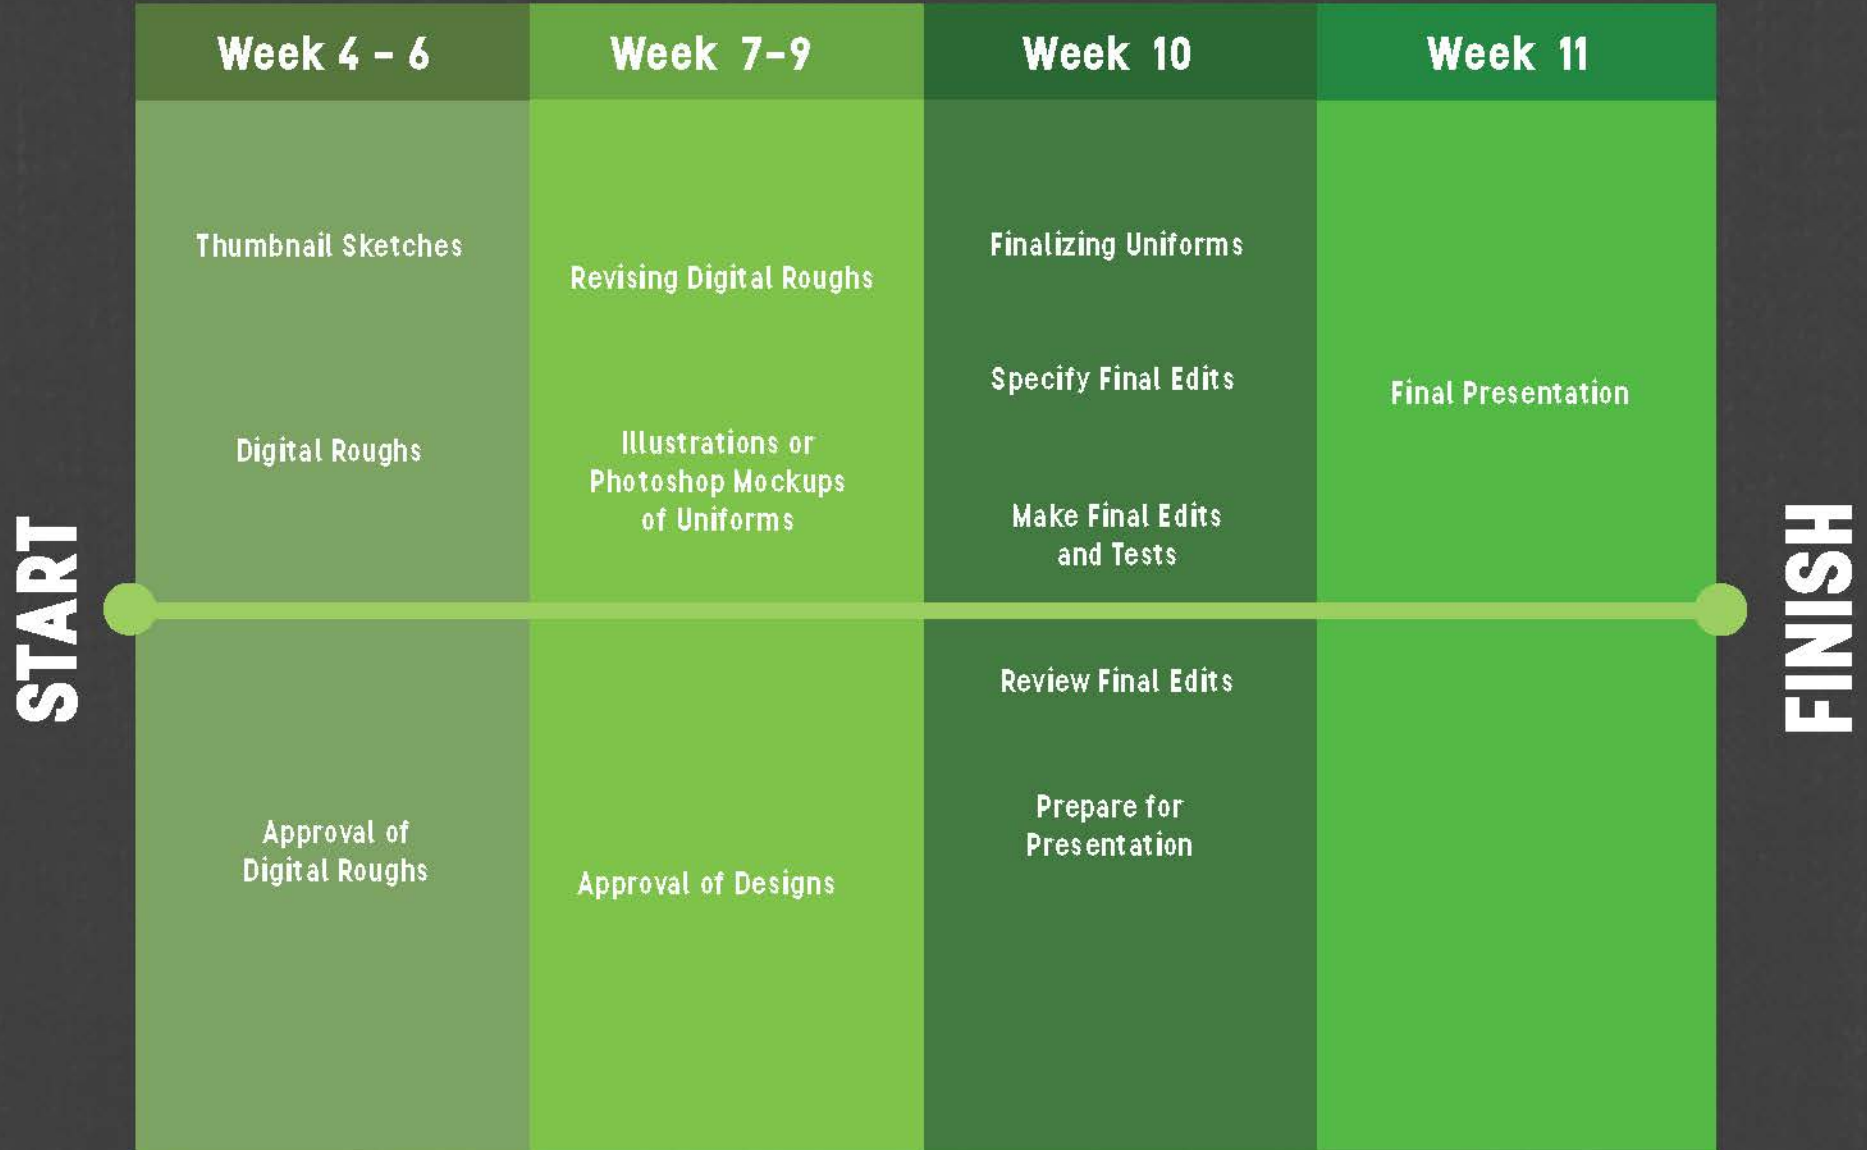 START
Week 4 - 6
Thumbnail Sketches
Digital Roughs
Approval of
Digital Roughs
Week 7-9
Revising Digital Roughs
Illustrations or
Photoshop Mockups
of Uniforms
Approval of Designs
Week 10
Finalizing Uniforms
Specify Final Edits
Make Final Edits
and Tests
Review Final Edits
Prepare for
Presentation
Week 11
Final Presentation
FINISH